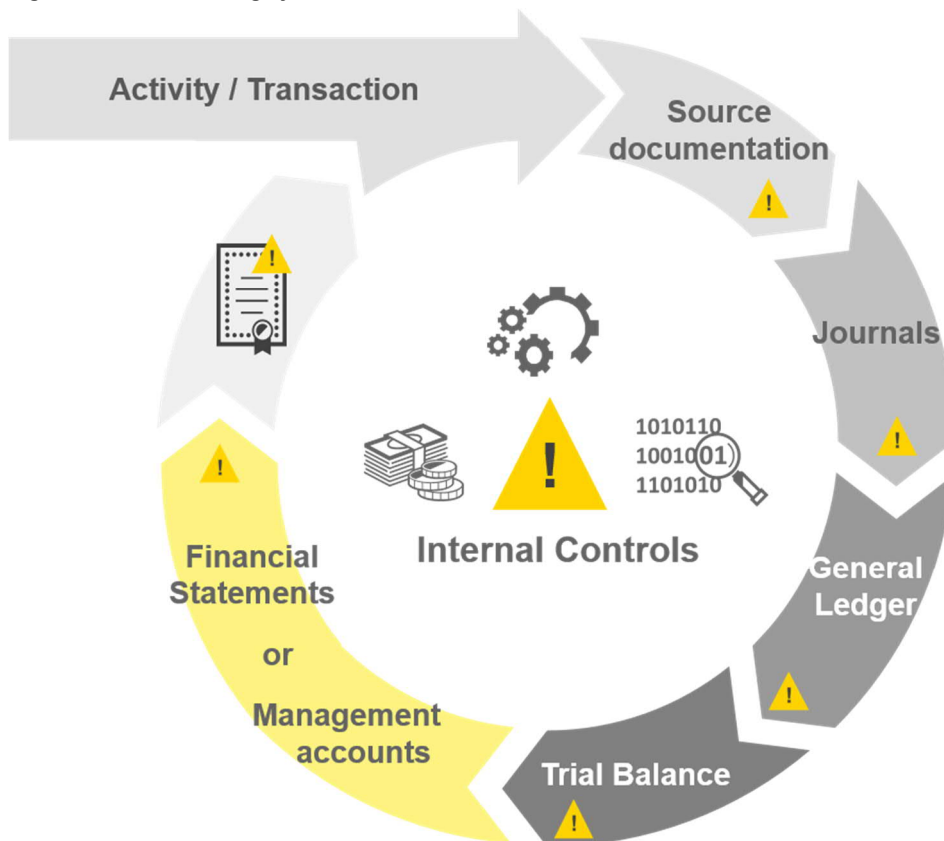 Activity / Transaction
Source
documentation
!
!
Journals
!
1010110
1001001
1101010
!
Internal Controls
General
Ledger
!
Trial Balance
!
!
Financial
Statements
or
Management
accounts